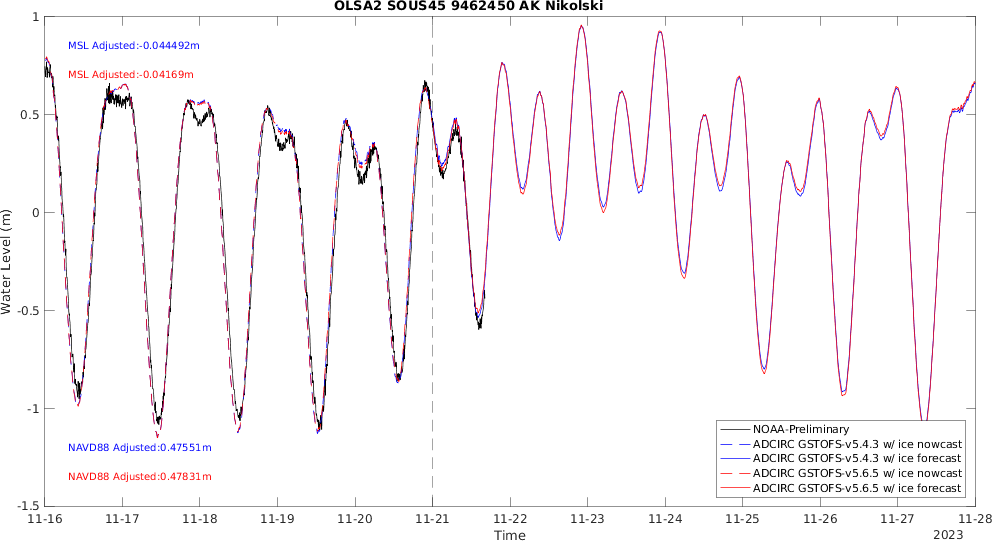 OLSA2 SOUS45 9462450 AK Nikolski
1
0.5
0
-0.5
-1
-1.5
Water Level (m)
MSL Adjusted:-0.044492m
MSL Adjusted:-0.04169m
NAVD88 Adjusted:0.47551m
NAVD88 Adjusted:0.47831m
NOAA-Preliminary
ADCIRC GSTOFS-v5.4.3 w/ ice nowcast
ADCIRC GSTOFS-v5.4.3 w/ ice forecast
ADCIRC GSTOFS-v5.6.5 w/ ice nowcast
ADCIRC GSTOFS-v5.6.5 w/ ice forecast
11-16 11-17 11-18 11-19 11-20 11-21 11-22 11-23 11-24 11-25 11-26 11-27 11-28
Time
2023